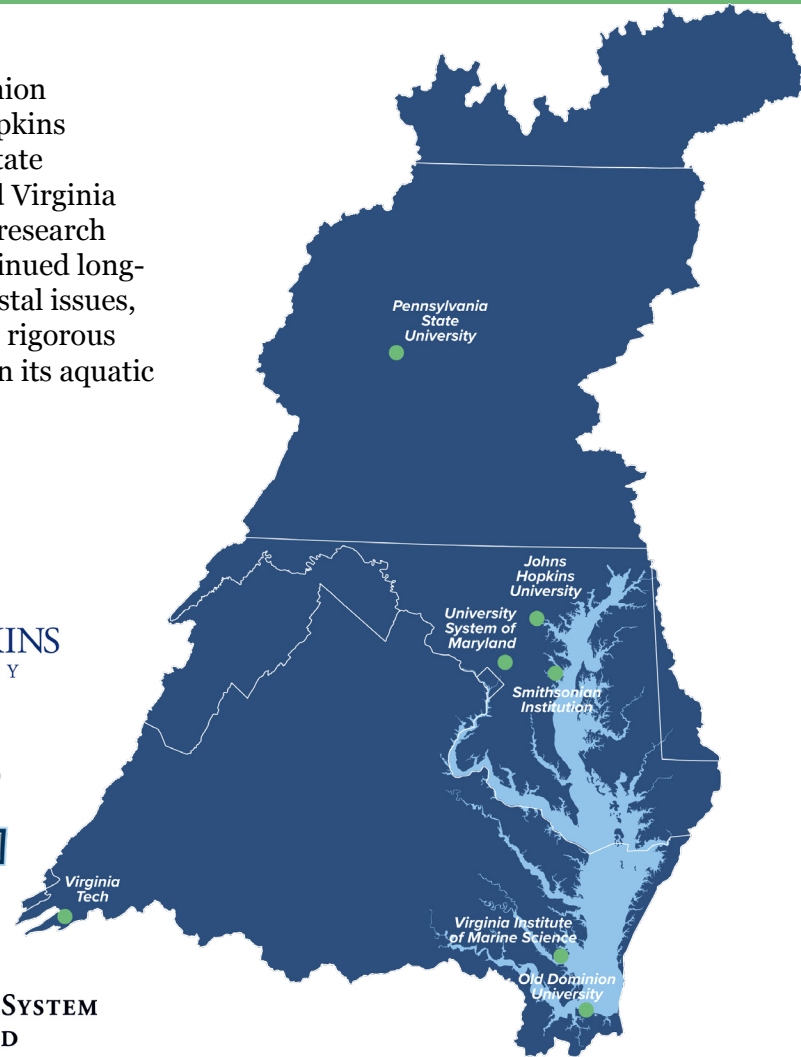 nion
pkins
tate
d Virginia
research
tinued long-
stal issues,
rigorous
n its aquatic
Pennsylvania
State
University
Johns
Hopkins
University
University
System of
Maryland
Smithsonian
Institution
KINS
Y
Virginia
Tech
Virginia Institute
of Marine Science
Old Dominion
University
SYSTEM
D